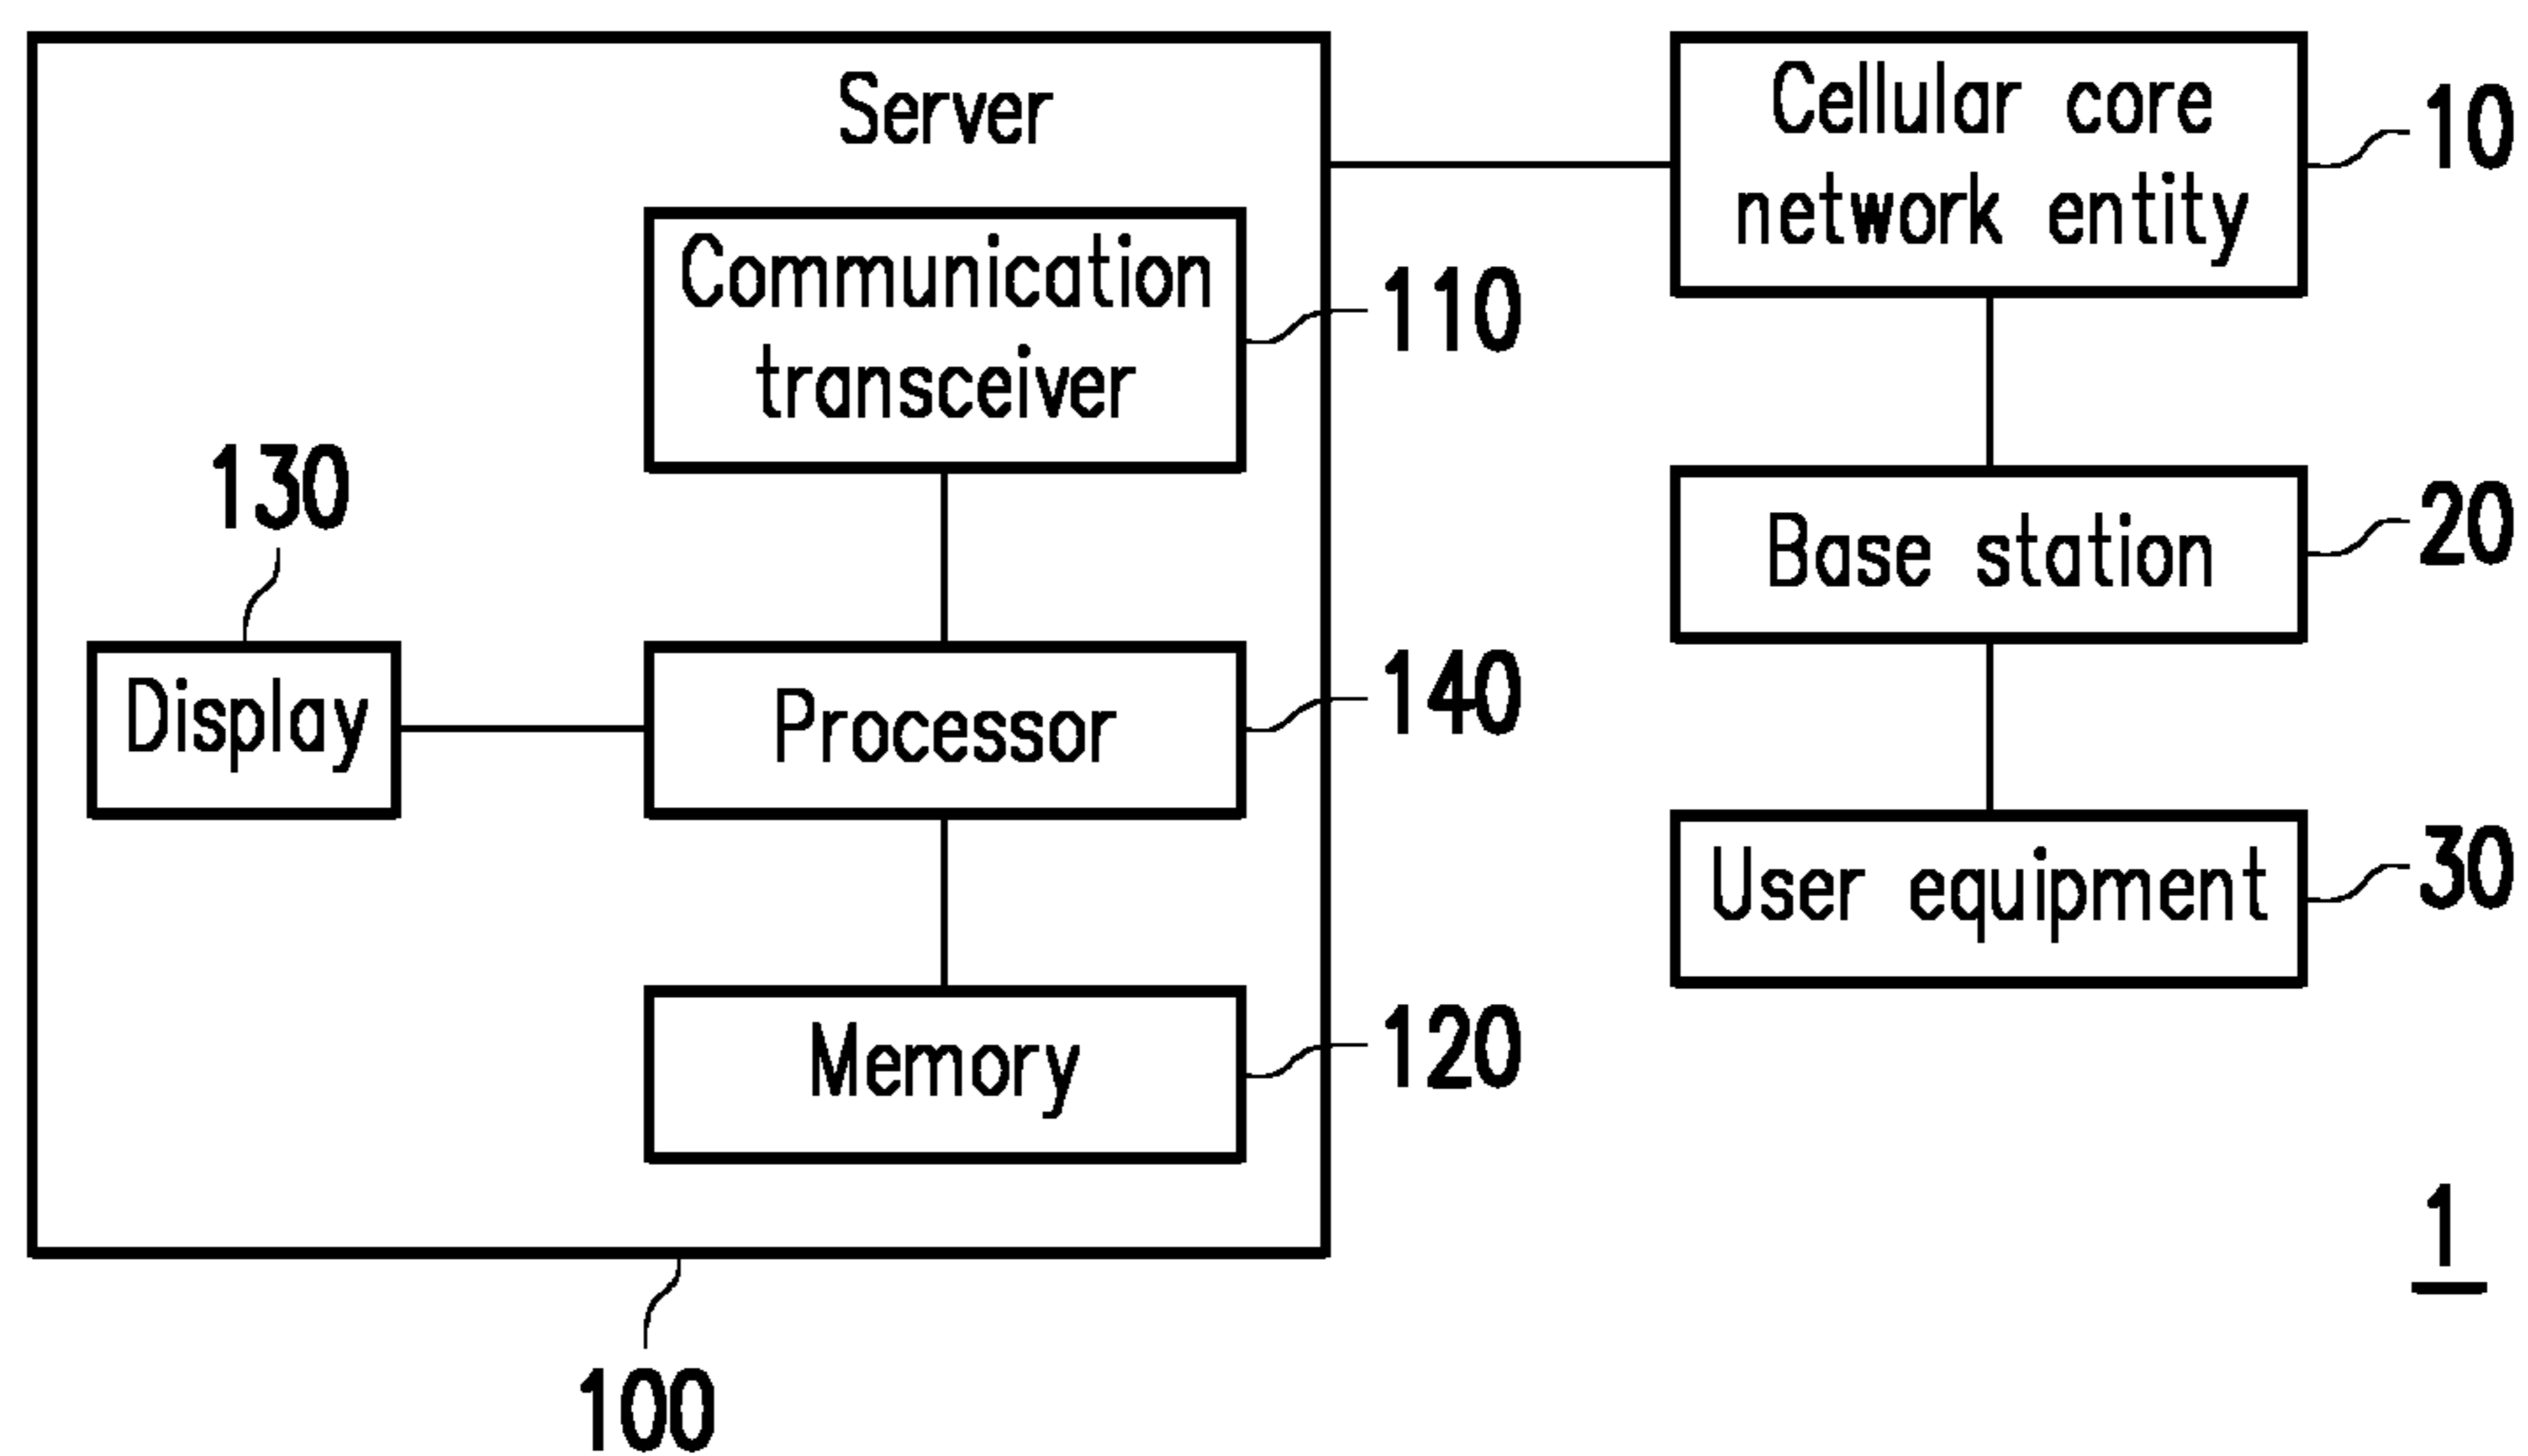 Server
Communication
transceiver
110
130
Display
Processor
140
Memory
120
100
Cellular core
network entity
10
Base station
20
User equipment
30
1